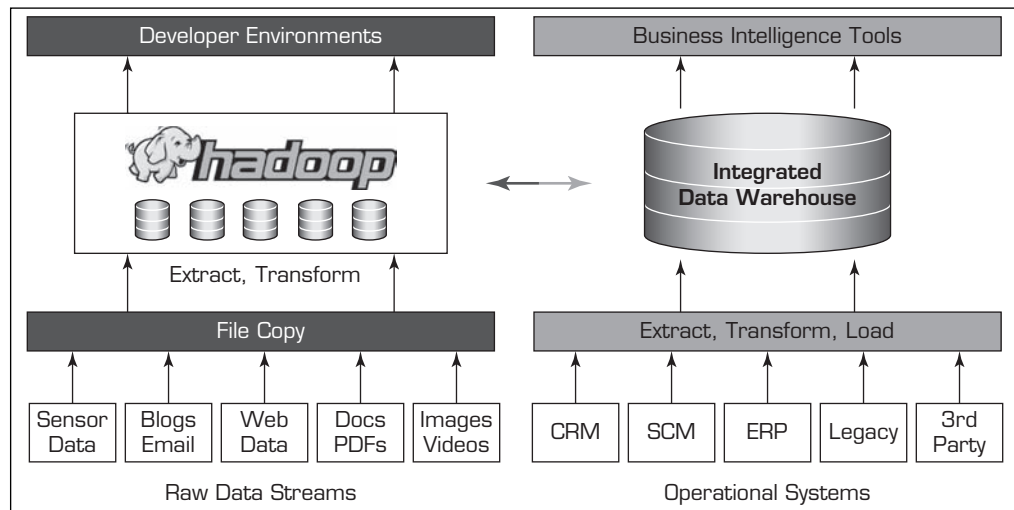 Developer Environments
Business Intelligence Tools
hadoop
Integrated
Data Warehouse
Extract, Transform
File Copy
Extract, Transform, Load
Sensor
Data
Blogs
Email
Web
Data
Docs
PDFs
Images
Videos
CRM
SCM
ERP
Legacy
3rd
Party
Raw Data Streams
Operational Systems